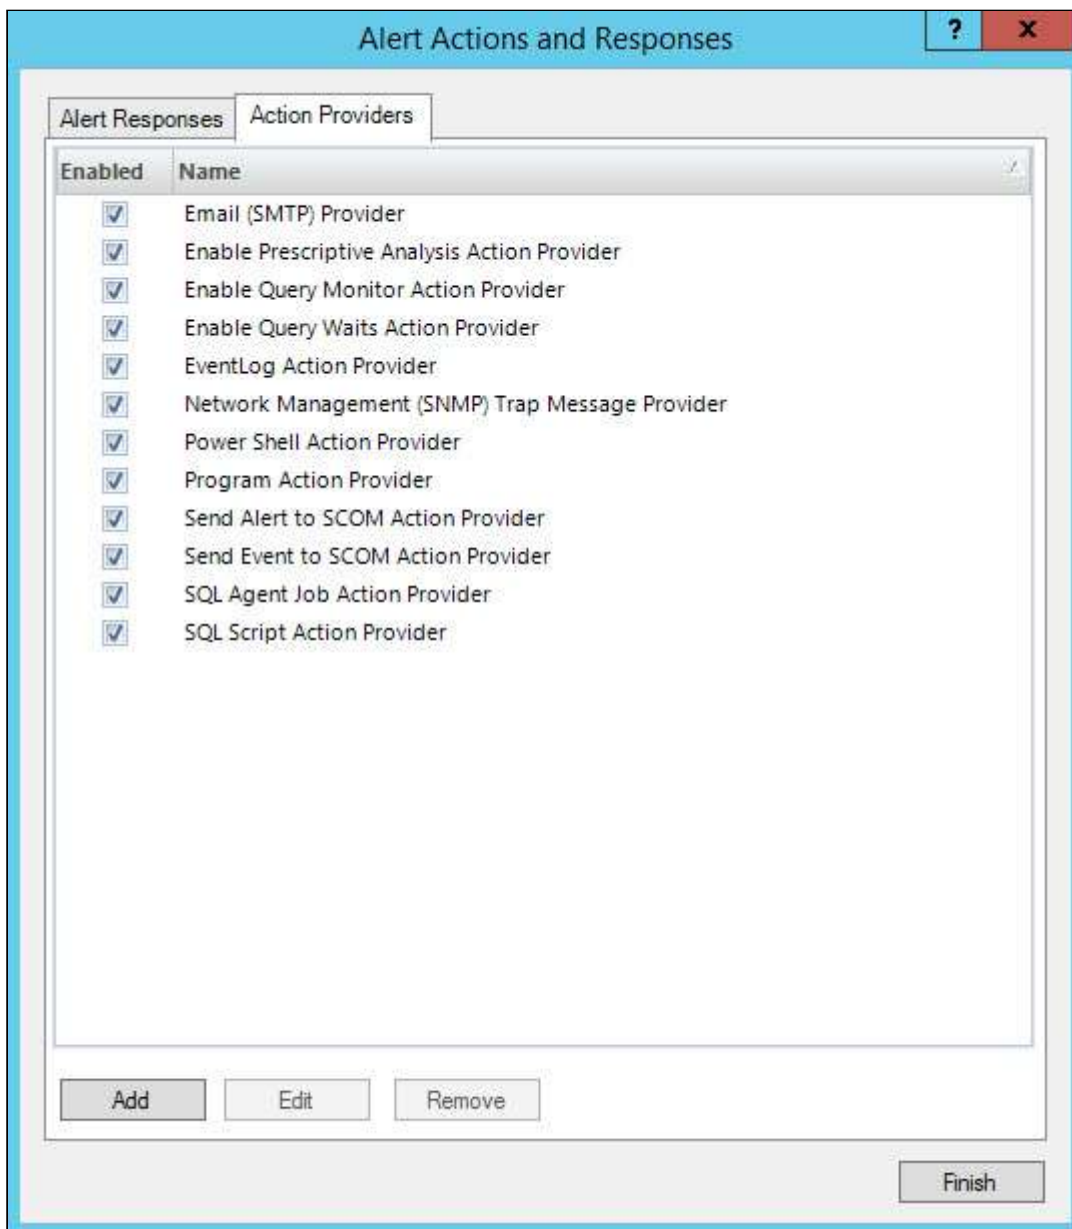 Alert Actions and Responses
?
x
Alert Responses
Action Providers
Enabled Name
Email (SMTP) Provider
Enable Prescriptive Analysis Action Provider
Enable Query Monitor Action Provider
Enable Query Waits Action Provider
EventLog Action Provider
Network Management (SNMP) Trap Message Provider
Power Shell Action Provider
Program Action Provider
Send Alert to SCOM Action Provider
Send Event to SCOM Action Provider
SQL Agent Job Action Provider
SQL Script Action Provider
Add Edit Remove
Finish